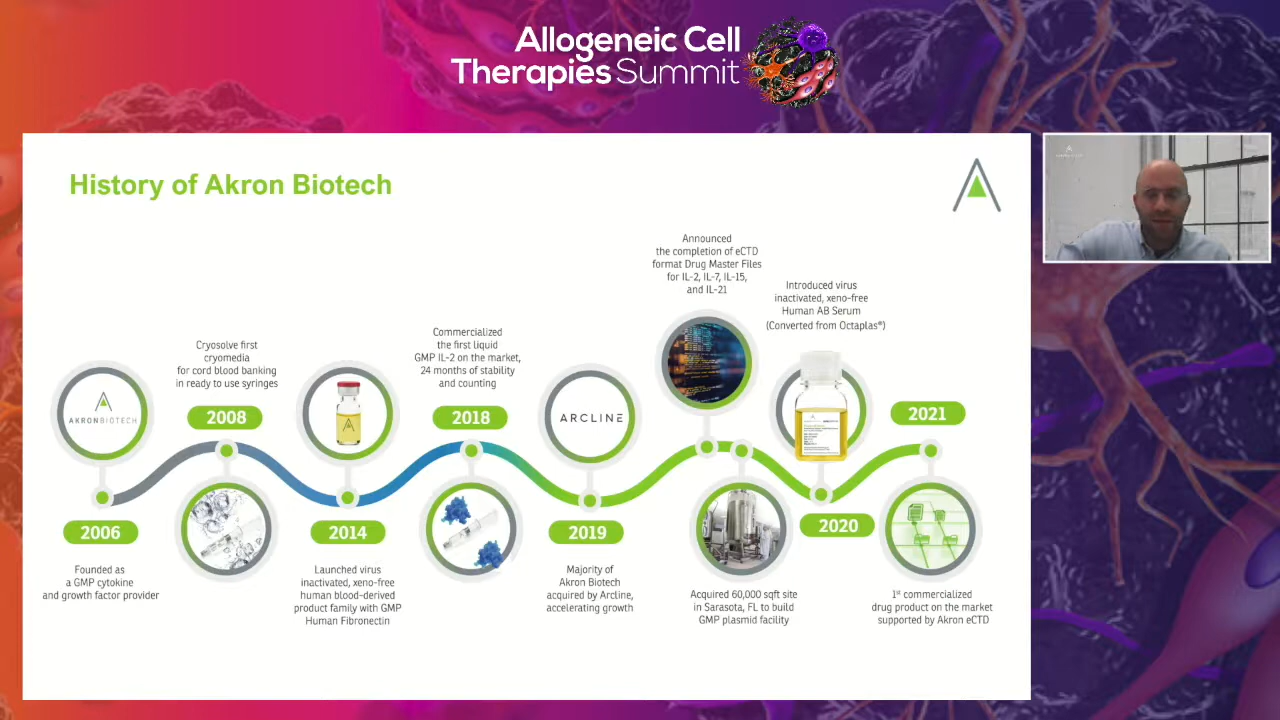 Allogeneic Cell
Therapies Summit
History of Akron Biotech
AKRONBIOTECH
2006
Founded as
a GMP cytokine
and growth factor provider
Cryosolve first
cryomedia
for cord blood banking
in ready to use syringes
2008
2014
Launched virus
inactivated, xeno-free
human blood-derived
product family with GMP
Human Fibronectin
Commercialized
the first liquid
GMP IL-2 on the market,
24 months of stability
and counting
2018
ARCLINE
2019
Majority of
Akron Biotech
acquired by Arcline,
accelerating growth
Announced
the completion of eCTD
format Drug Master Files
for IL-2, IL-7, IL-15,
and IL-21
Acquired 60,000 sqft site
in Sarasota, FL to build
GMP plasmid facility
Introduced virus
inactivated, xeno-free
Human AB Serum
(Converted from Octaplas®)
2020
2021
1st commercialized
drug product on the market
supported by Akron eCTD